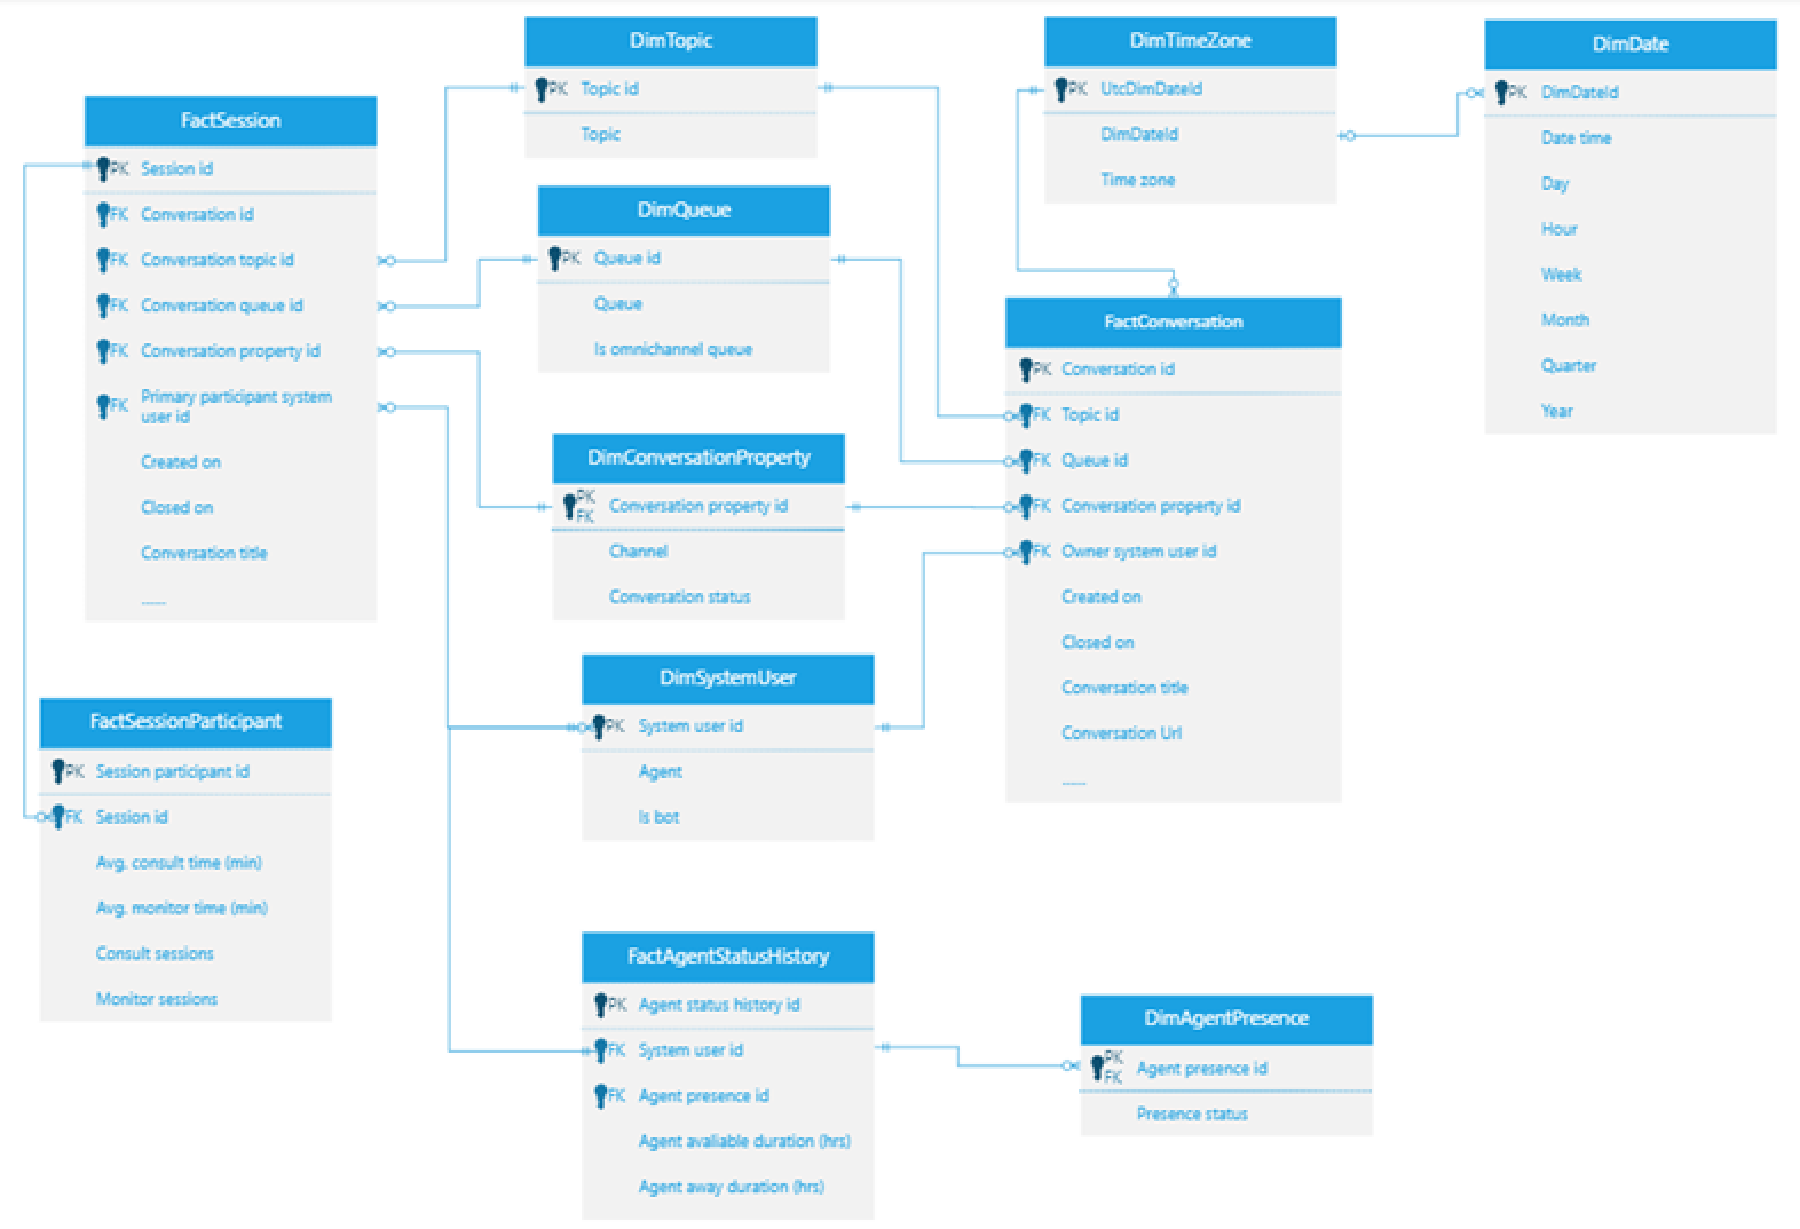 FactSession
PK Session id
FK Conversation id
FK Conversation topic id
FK Conversation queue id
FK Conversation property id
FK Primary participant system
user id
Created on
Closed on
Conversation title
.....
FactSessionParticipant
PK Session participant id
FK Session id
Avg. consult time (min)
Avg. monitor time (min)
Consult sessions
Monitor sessions
DimTopic
PK Topic id
Topic
DimQueue
PK Queue id
Queue
Is omnichannel queue
DimConversationProperty
PK
FK
Conversation property id
Channel
Conversation status
DimSystemUser
PK System user id
Agent
Is bot
FactAgentStatusHistory
PK Agent status history id
FK System user id
FK Agent presence id
Agent avaliable duration (hrs)
Agent away duration (hrs)
DimTimeZone
PK UtcDimDateId
DimDateId
Time zone
FactConversation
PK Conversation id
FK Topic id
FK Queue id
FK Conversation property id
FK Owner system user id
Created on
Closed on
Conversation title
Conversation Url
.....
DimAgentPresence
PK
FK
Agent presence id
Presence status
DimDate
PK DimDateId
Date time
Day
Hour
Week
Month
Quarter
Year